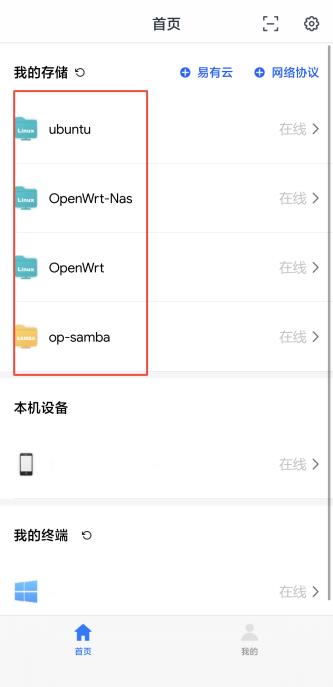 首页
我的存储 易有云 网络协议
Linux ubuntu 在线
Linux OpenWrt-Nas 在线
Linux OpenWrt 在线
SAMBA op-samba 在线
本机设备
在线
我的终端
在线
首页 我的